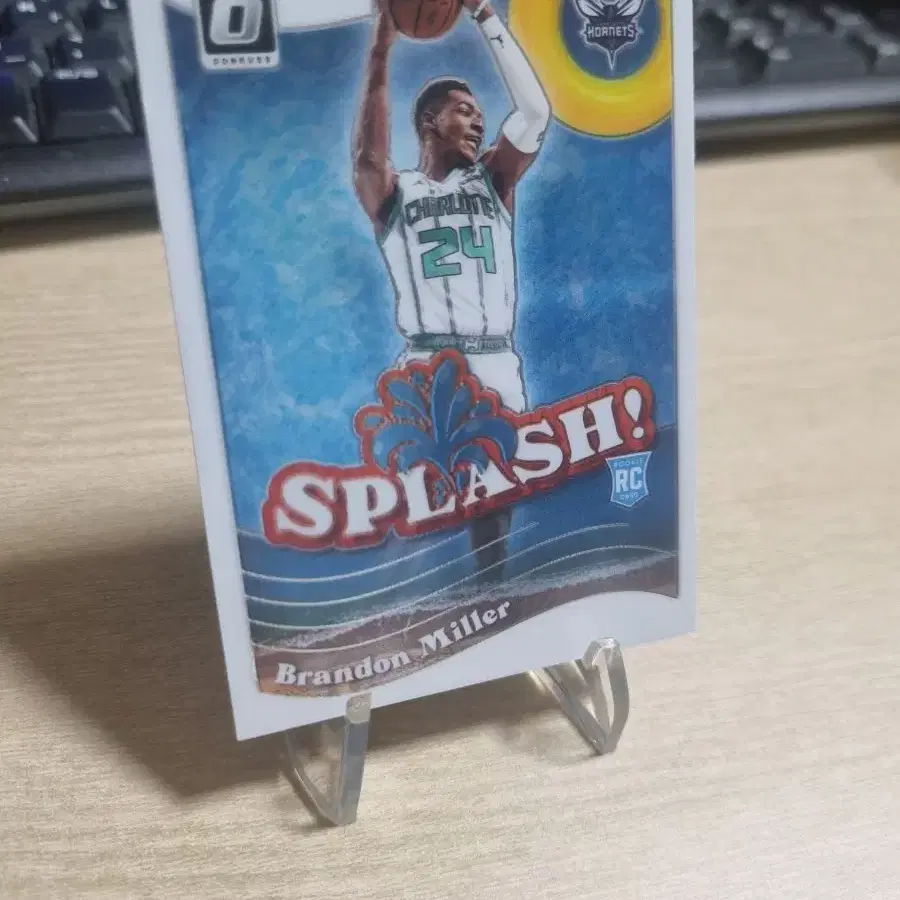 DONRUSS
HORNETS
CHARLOTTE
24
SPLASH!
ROOKIE
RC
CARD
Brandon Miller